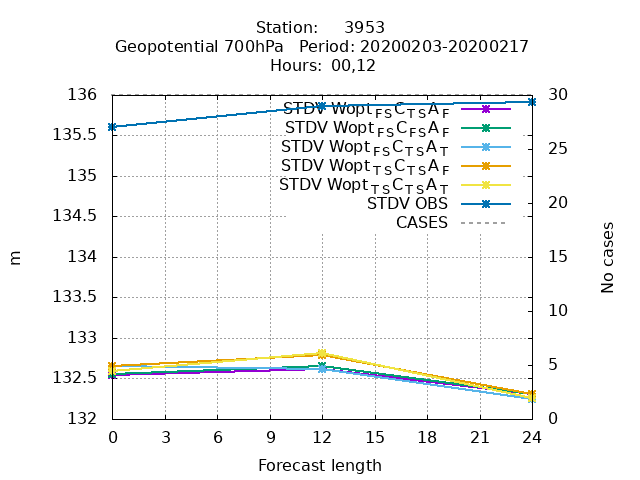 Station: 3953
Geopotential 700hPa Period: 20200203-20200217
Hours: 00,12
136
135.5
135
134.5
134
133.5
133
132.5
132
30
25
20
15
10
5
0
STDV Wopt_FS C_TS A_F
STDV Wopt_FS C_FS A_F
STDV Wopt_FS C_TS A_T
STDV Wopt_TS C_TS A_F
STDV Wopt_TS C_TS A_T
STDV OBS
CASES
m
No cases
0 3 6 9 12 15 18 21 24
Forecast length